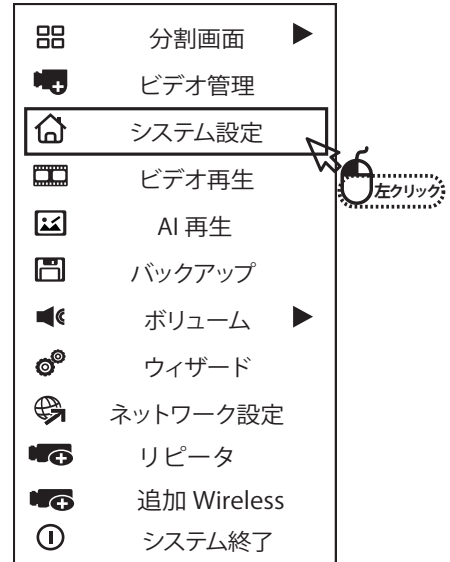 分割画面
ビデオ管理
システム設定
左クリック
ビデオ再生
AI 再生
バックアップ
ボリューム
ウィザード
ネットワーク設定
リピータ
追加 Wireless
システム終了